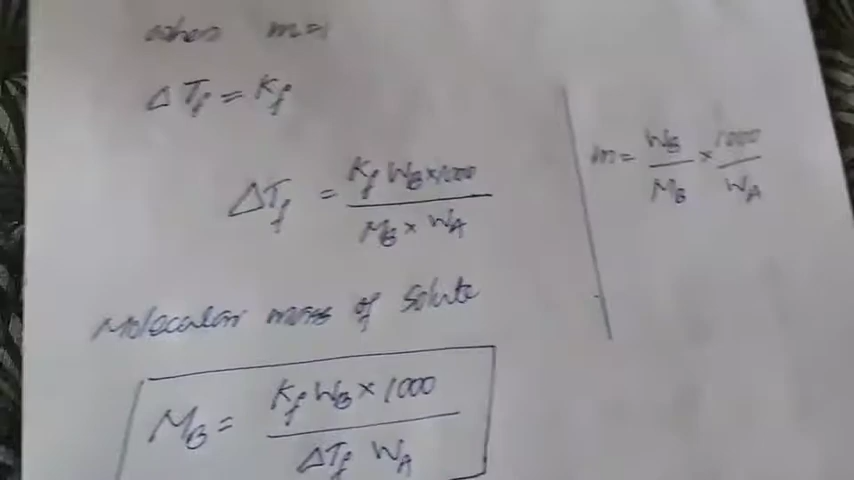 when m=1
ΔTf = Kf
ΔTf = Kf WB×1000 / MB × WA
m= WB / MB × 1000 / WA
Molecular mass of Solute
MB = Kf WB × 1000 / ΔTf WA